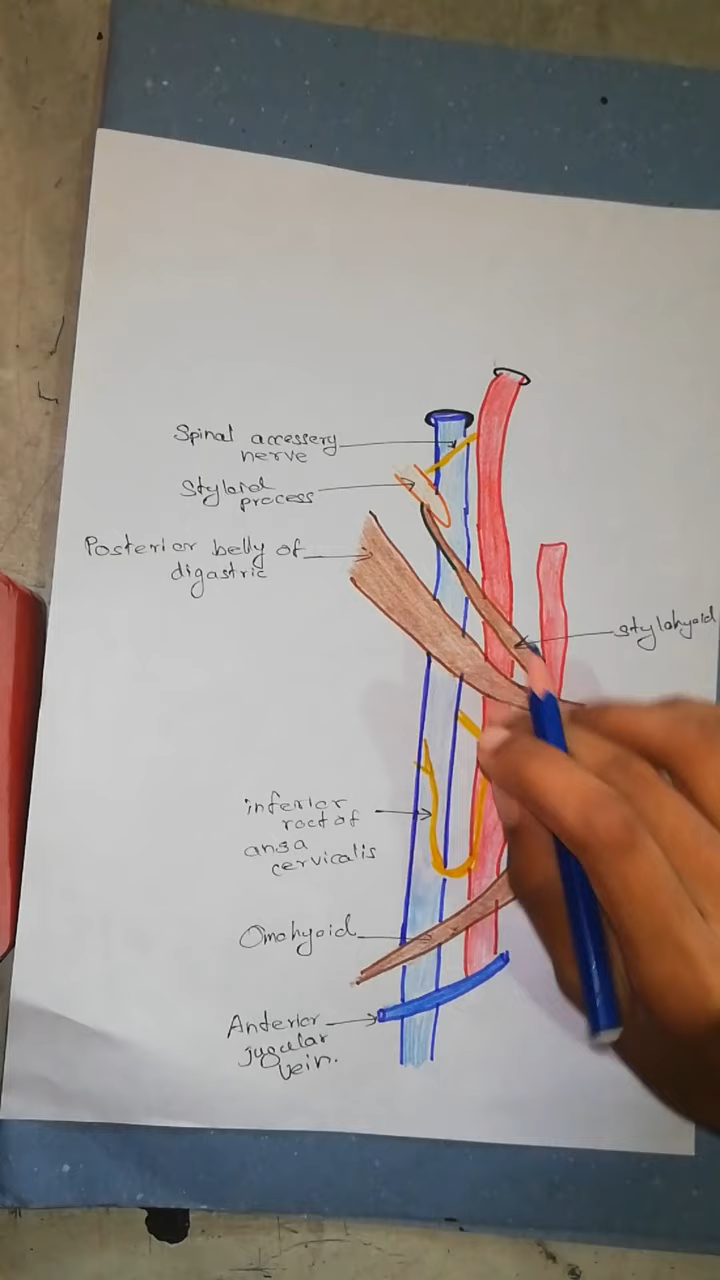 Spinal accessery
nerve
Styloid
process
Posterior belly of
digastric
stylohyoid
inferior
root of
ansa
cervicalis
Omohyoid
Anterior
jugular
vein.